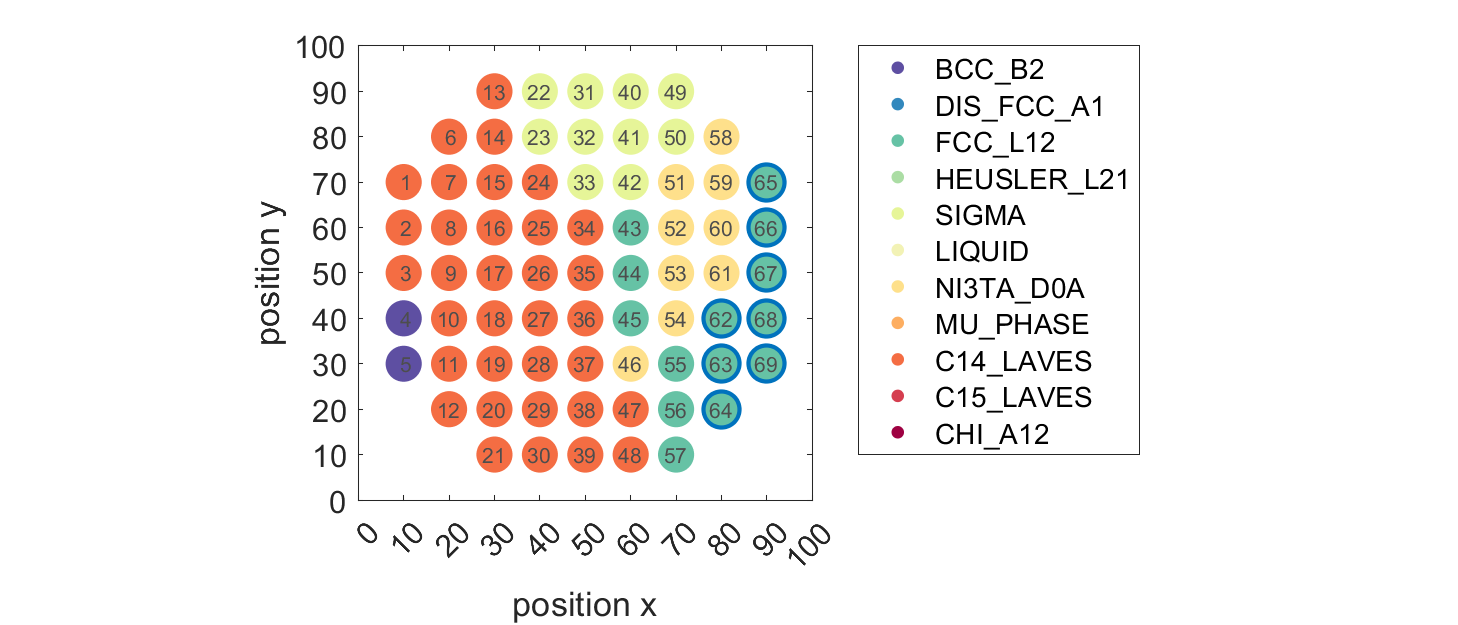 100
90
80
70
60
50
40
30
20
10
0
position y
13 22 31 40 49
6 14 23 32 41 50 58
1 7 15 24 33 42 51 59 65
2 8 16 25 34 43 52 60 66
3 9 17 26 35 44 53 61 67
4 10 18 27 36 45 54 62 68
5 11 19 28 37 46 55 63 69
12 20 29 38 47 56 64
21 30 39 48 57
0 10 20 30 40 50 60 70 80 90 100
position x
BCC_B2
DIS_FCC_A1
FCC_L12
HEUSLER_L21
SIGMA
LIQUID
NI3TA_D0A
MU_PHASE
C14_LAVES
C15_LAVES
CHI_A12